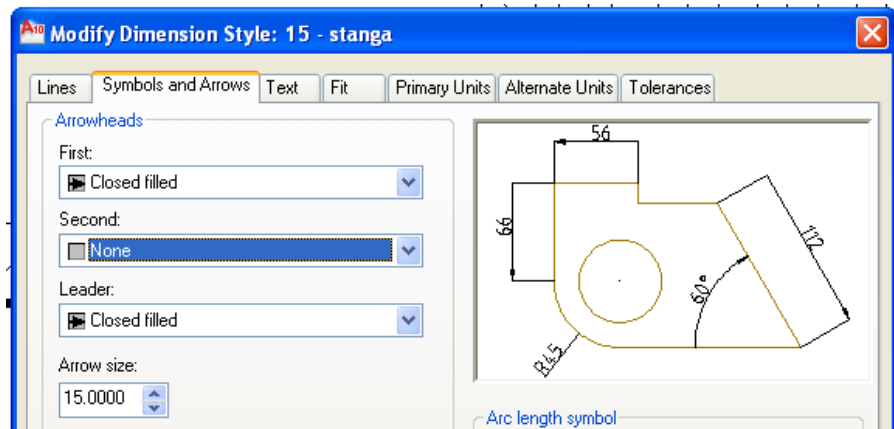 A10 Modify Dimension Style: 15 - stanga
Lines Symbols and Arrows Text Fit Primary Units Alternate Units Tolerances
Arrowheads
First:
Closed filled
Second:
None
Leader:
Closed filled
Arrow size:
15.0000
56
66
112
60°
R45
Arc length symbol